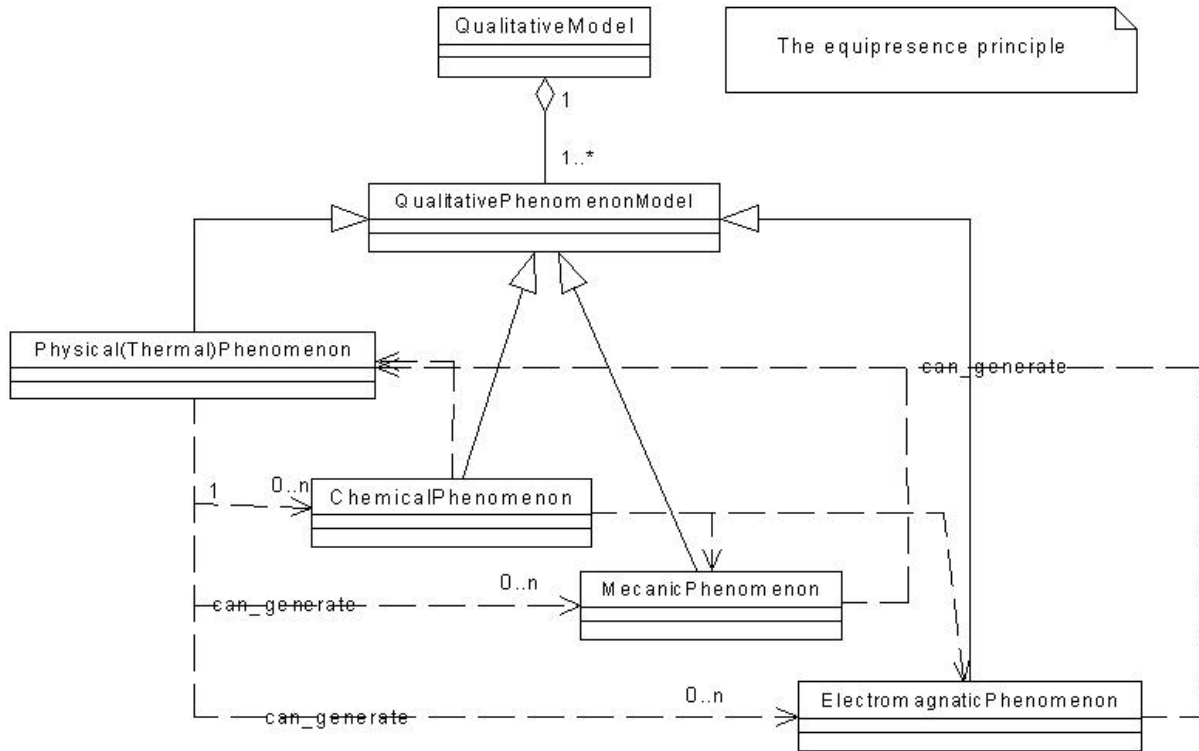 QualitativeModel
The equipresence principle
1
1..*
QualitativePhenomenonModel
Physical(Thermal)Phenomenon
can_generate
1
0..n
ChemicalPhenomenon
0..n
can_generate
MecanicPhenomenon
0..n
can_generate
ElectromagnaticPhenomenon